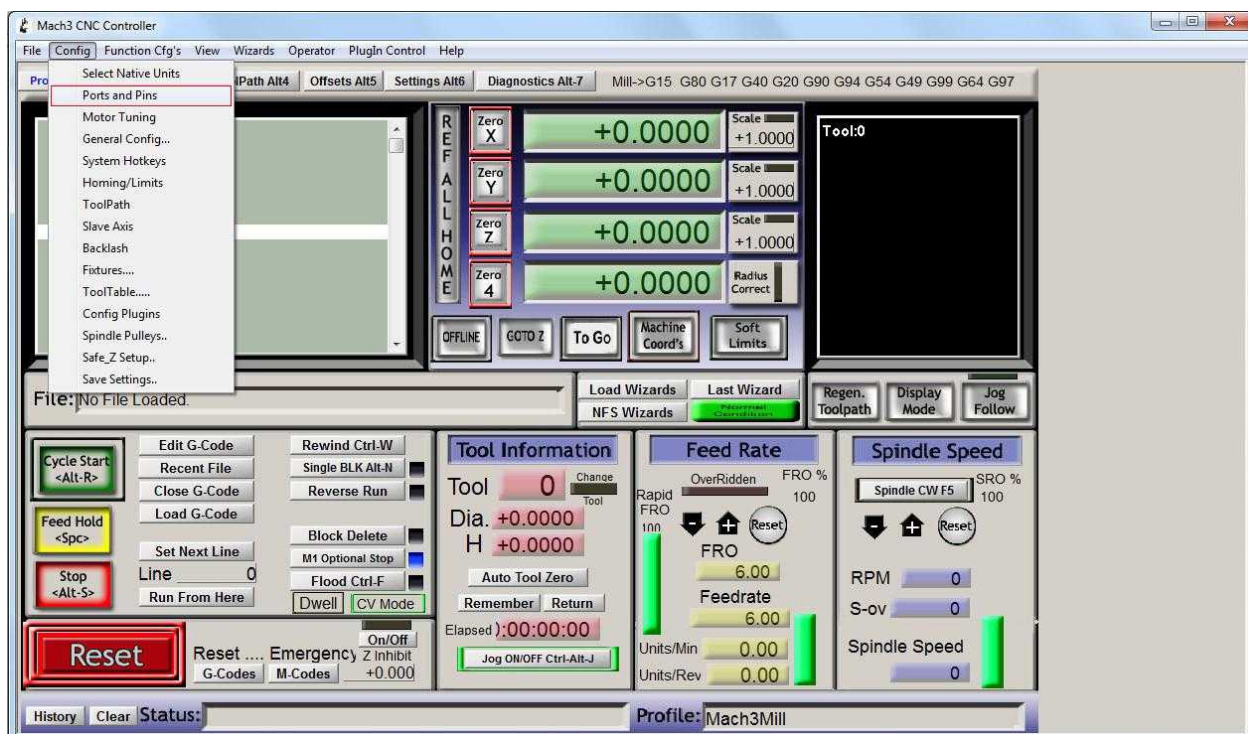 Mach3 CNC Controller
File Config Function Cfg's View Wizards Operator PlugIn Control Help
Select Native Units
Ports and Pins
Motor Tuning
General Config...
System Hotkeys
Homing/Limits
ToolPath
Slave Axis
Backlash
Fixtures....
ToolTable.....
Config Plugins
Spindle Pulleys..
Safe_Z Setup..
Save Settings..
Alt4 Offsets Alt5 Settings Alt6 Diagnostics Alt-7 Mill->G15 G80 G17 G40 G20 G90 G94 G54 G49 G99 G64 G97
REF ALL HOME
Zero X +0.0000 Scale +1.0000
Zero Y +0.0000 Scale +1.0000
Zero Z +0.0000 Scale +1.0000
Zero 4 +0.0000 Radius Correct
OFFLINE GOTO Z To Go Machine Coord's Soft Limits
Tool:0
File: No File Loaded.
Load Wizards Last Wizard
NFS Wizards Normal Condition
Regen. Toolpath Display Mode Jog Follow
Cycle Start <Alt-R>
Feed Hold <Spc>
Stop <Alt-S>
Edit G-Code
Recent File
Close G-Code
Load G-Code
Set Next Line
Line 0
Run From Here
Rewind Ctrl-W
Single BLK Alt-N
Reverse Run
Block Delete
M1 Optional Stop
Flood Ctrl-F
Dwell CV Mode
Reset
Reset .... Emergency
G-Codes M-Codes
On/Off
Z Inhibit
+0.000
Tool Information
Tool 0 Change Tool
Dia. +0.0000
H +0.0000
Auto Tool Zero
Remember Return
Elapsed ):00:00:00
Jog ON/OFF Ctrl-Alt-J
Feed Rate
OverRidden FRO %
100
Rapid FRO
100
Reset
FRO
6.00
Feedrate
6.00
Units/Min 0.00
Units/Rev 0.00
Spindle Speed
Spindle CW F5
SRO %
100
Reset
RPM 0
S-ov 0
Spindle Speed
0
History Clear Status:
Profile: Mach3Mill